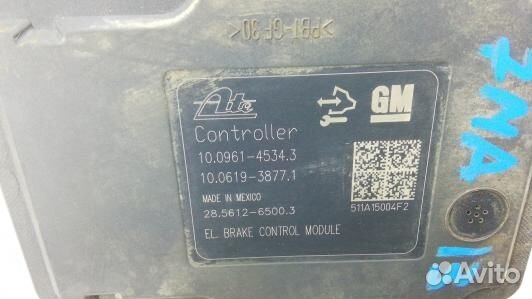 >PBT-GF30<
Ate
GM
Controller
10.0961-4534.3
10.0619-3877.1
MADE IN MEXICO
28.5612-6500.3
511A15004F2
EL. BRAKE CONTROL MODULE
Avito